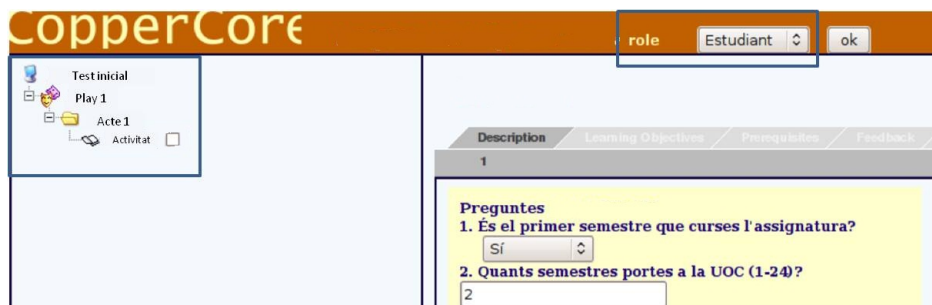 CopperCore
role Estudiant ok
Test inicial
Play 1
Acte 1
Activitat
Description Learning Objectives Prerequisites Feedback
1
Preguntes
1. És el primer semestre que curses l'assignatura?
Sí
2. Quants semestres portes a la UOC (1-24)?
2